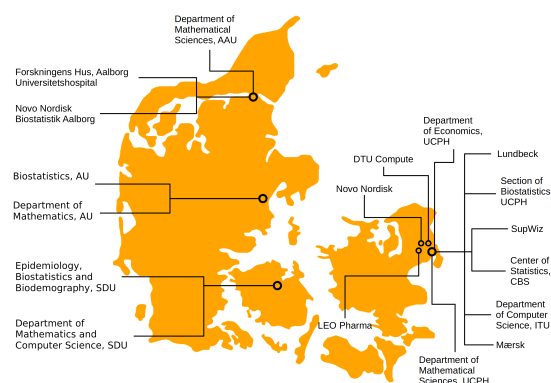 Department of
Mathematical
Sciences, AAU
Forskningens Hus, Aalborg
Universitetshospital
Novo Nordisk
Biostatistik Aalborg
Biostatistics, AU
Department of
Mathematics, AU
Epidemiology,
Biostatistics and
Biodemography, SDU
Department of
Mathematics and
Computer Science, SDU
Department
of Economics,
UCPH
DTU Compute
Novo Nordisk
Lundbeck
Section of
Biostatistics
UCPH
SupWiz
Center of
Statistics,
CBS
Department
of Computer
Science, ITU
Mærsk
LEO Pharma
Department of
Mathematical
Sciences, UCPH